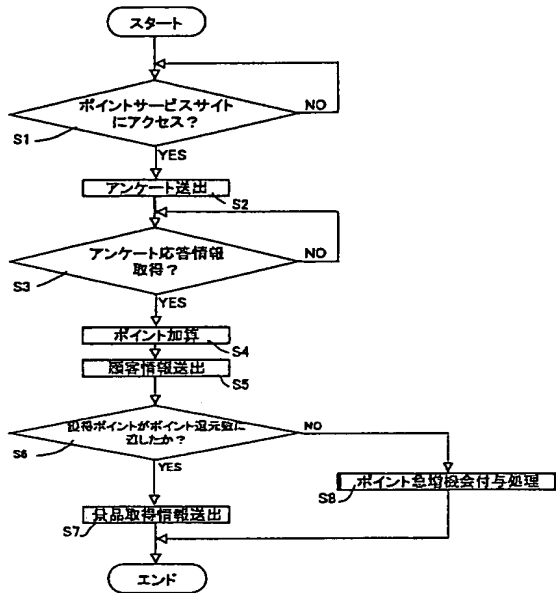 スタート
ポイントサービスサイト
にアクセス？
NO
S1
YES
アンケート送出
S2
アンケート応答情報
取得？
NO
S3
YES
ポイント加算
S4
顧客情報送出
S5
取得ポイントがポイント還元数に
達したか？
NO
S6
YES
ポイント急増機会付与処理
S8
景品取得情報送出
S7
エンド